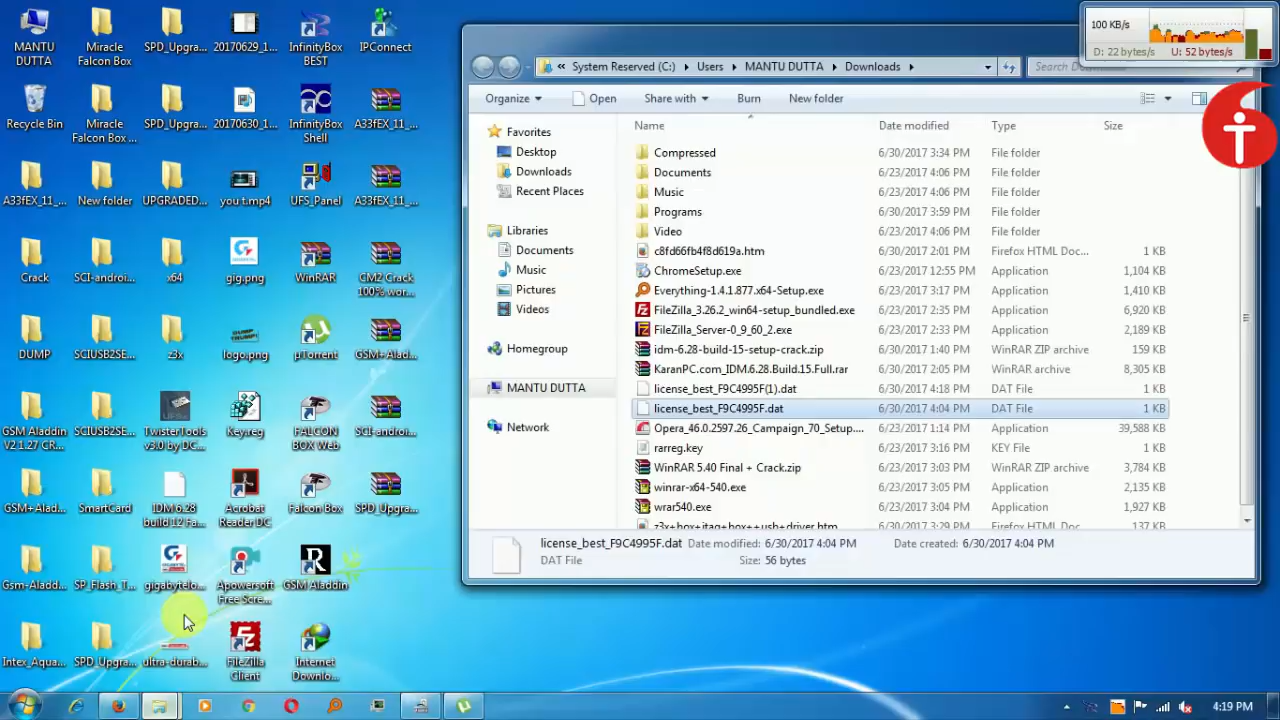 MANTU
DUTTA
Miracle
Falcon Box
SPD_Upgra...
20170629_1...
InfinityBox
BEST
IPConnect
Recycle Bin
Miracle
Falcon Box ...
SPD_Upgra...
20170630_1...
InfinityBox
Shell
A33fEX_11_...
A33fEX_11_...
New folder
UPGRADED...
you t.mp4
UFS_Panel
A33fEX_11_...
Crack
SCI-androi...
x64
gig.png
WinRAR
CM2 Crack
100% wor...
DUMP
SCIUSB2SE...
z3x
logo.png
µTorrent
GSM+Alad...
GSM Aladdin
V2.1.27 CR...
SCIUSB2SE...
TwisterTools
v3.0 by DC...
Key.reg
FALCON
BOX Web
SCI-androi...
GSM+Alad...
SmartCard
IDM 6.28
build 12 Fa...
Acrobat
Reader DC
Falcon Box
SPD_Upgra...
Gsm-Aladd...
SP_Flash_T...
gigabytelo...
Apowersoft
Free Scre...
GSM Aladdin
Intex_Aqua...
SPD_Upgra...
ultra-durab...
FileZilla
Client
Internet
Downlo...
100 KB/s
D: 22 bytes/s U: 52 bytes/s
« System Reserved (C:) Users MANTU DUTTA Downloads
Organize Open Share with Burn New folder
Name Date modified Type Size
Favorites
Desktop
Downloads
Recent Places
Libraries
Documents
Music
Pictures
Videos
Homegroup
MANTU DUTTA
Network
Compressed 6/30/2017 3:34 PM File folder
Documents 6/23/2017 4:06 PM File folder
Music 6/23/2017 4:06 PM File folder
Programs 6/30/2017 3:59 PM File folder
Video 6/23/2017 4:06 PM File folder
c8fd66fb4f8d619a.htm 6/30/2017 2:01 PM Firefox HTML Doc... 1 KB
ChromeSetup.exe 6/23/2017 12:55 PM Application 1,104 KB
Everything-1.4.1.877.x64-Setup.exe 6/23/2017 3:17 PM Application 1,410 KB
FileZilla_3.26.2_win64-setup_bundled.exe 6/23/2017 2:35 PM Application 6,920 KB
FileZilla_Server-0_9_60_2.exe 6/23/2017 2:33 PM Application 2,189 KB
idm-6.28-build-15-setup-crack.zip 6/30/2017 1:40 PM WinRAR ZIP archive 159 KB
KaranPC.com_IDM.6.28.Build.15.Full.rar 6/30/2017 2:05 PM WinRAR archive 8,305 KB
license_best_F9C4995F(1).dat 6/30/2017 4:18 PM DAT File 1 KB
license_best_F9C4995F.dat 6/30/2017 4:04 PM DAT File 1 KB
Opera_46.0.2597.26_Campaign_70_Setup.... 6/23/2017 1:14 PM Application 39,588 KB
rarreg.key 6/23/2017 3:16 PM KEY File 1 KB
WinRAR 5.40 Final + Crack.zip 6/23/2017 3:03 PM WinRAR ZIP archive 3,784 KB
winrar-x64-540.exe 6/23/2017 3:05 PM Application 2,135 KB
wrar540.exe 6/23/2017 3:05 PM Application 1,927 KB
z3x+box+jtag+box++usb+driver.htm 6/30/2017 3:29 PM Firefox HTML Doc... 137 KB
license_best_F9C4995F.dat Date modified: 6/30/2017 4:04 PM Date created: 6/30/2017 4:04 PM
DAT File Size: 56 bytes
4:19 PM